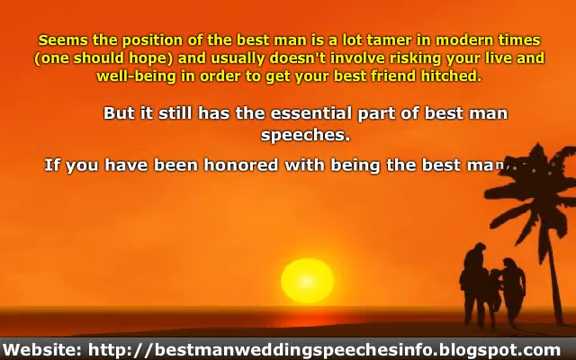 Seems the position of the best man is a lot tamer in modern times
(one should hope) and usually doesn't involve risking your live and
well-being in order to get your best friend hitched.
But it still has the essential part of best man
speeches.
If you have been honored with being the best man,...
Website: http://bestmanweddingspeechesinfo.blogspot.com